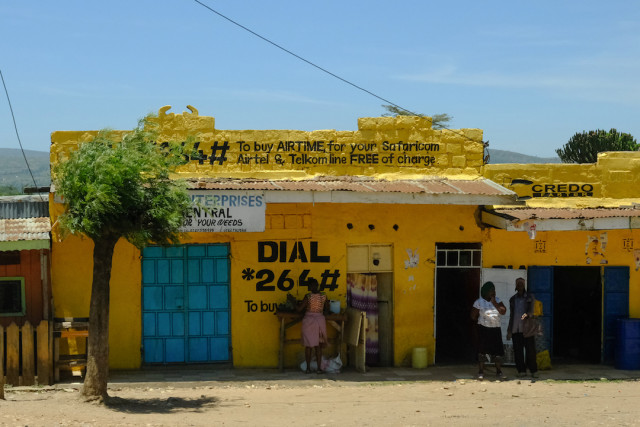 64# To buy AIRTIME for your Safaricom
Airtel & Telkom line FREE of charge
CREDO
ENTERPRISES
CENTRAL
FOR YOUR NEEDS
DIAL
*264#
To buy